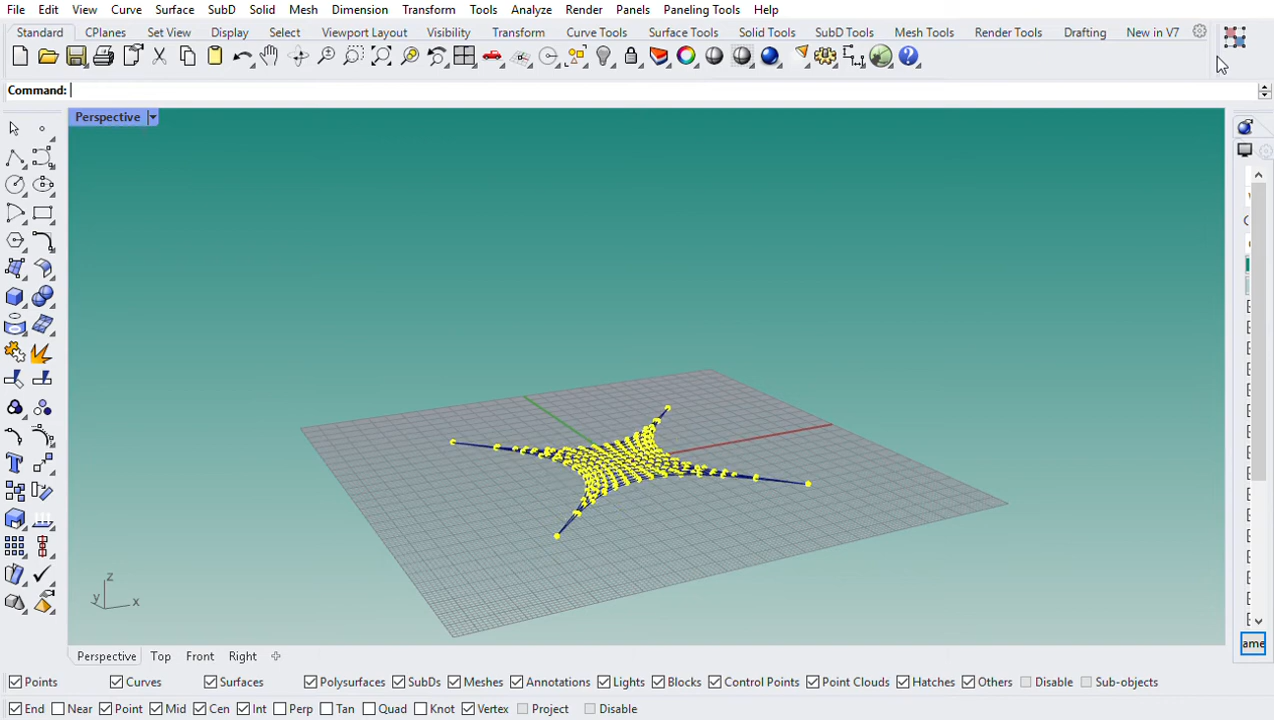 File Edit View Curve Surface SubD Solid Mesh Dimension Transform Tools Analyze Render Panels Paneling Tools Help
Standard CPlanes Set View Display Select Viewport Layout Visibility Transform Curve Tools Surface Tools Solid Tools SubD Tools Mesh Tools Render Tools Drafting New in V7
Command:
Perspective
z
y x
ame
Perspective Top Front Right
Points Curves Surfaces Polysurfaces SubDs Meshes Annotations Lights Blocks Control Points Point Clouds Hatches Others Disable Sub-objects
End Near Point Mid Cen Int Perp Tan Quad Knot Vertex Project Disable